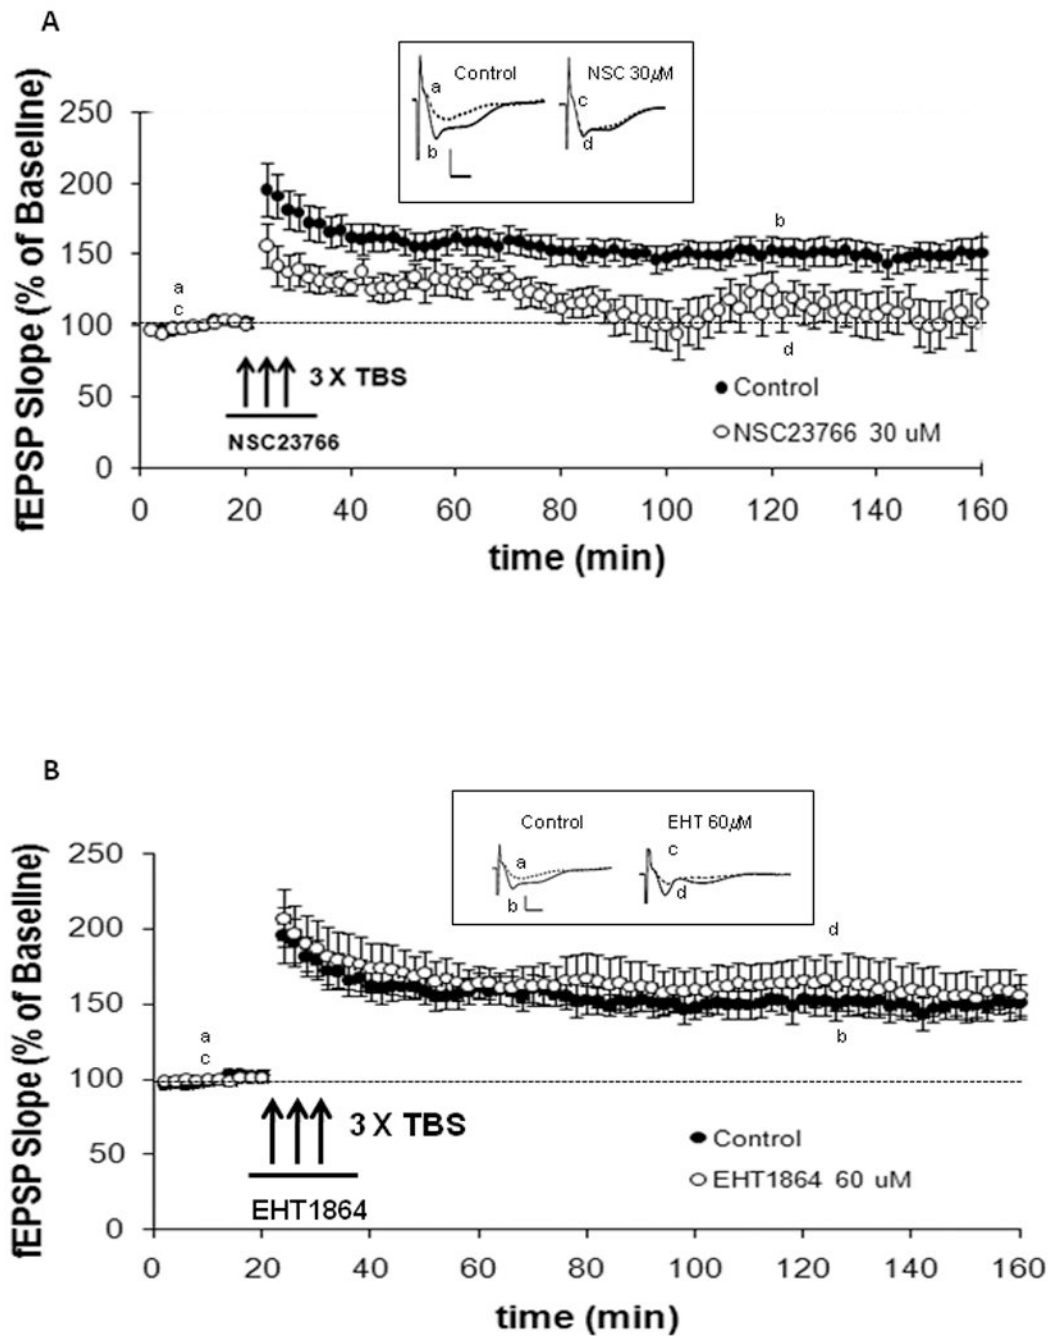 A
fEPSP Slope (% of Baseline)
250
200
150
100
50
0
Control
NSC 30μM
a
b
c
d
b
a
c
d
3 X TBS
NSC23766
Control
NSC23766 30 uM
0 20 40 60 80 100 120 140 160
time (min)
B
fEPSP Slope (% of Baseline)
250
200
150
100
50
0
Control
EHT 60μM
a
b
c
d
d
a
c
b
3 X TBS
EHT1864
Control
EHT1864 60 uM
0 20 40 60 80 100 120 140 160
time (min)